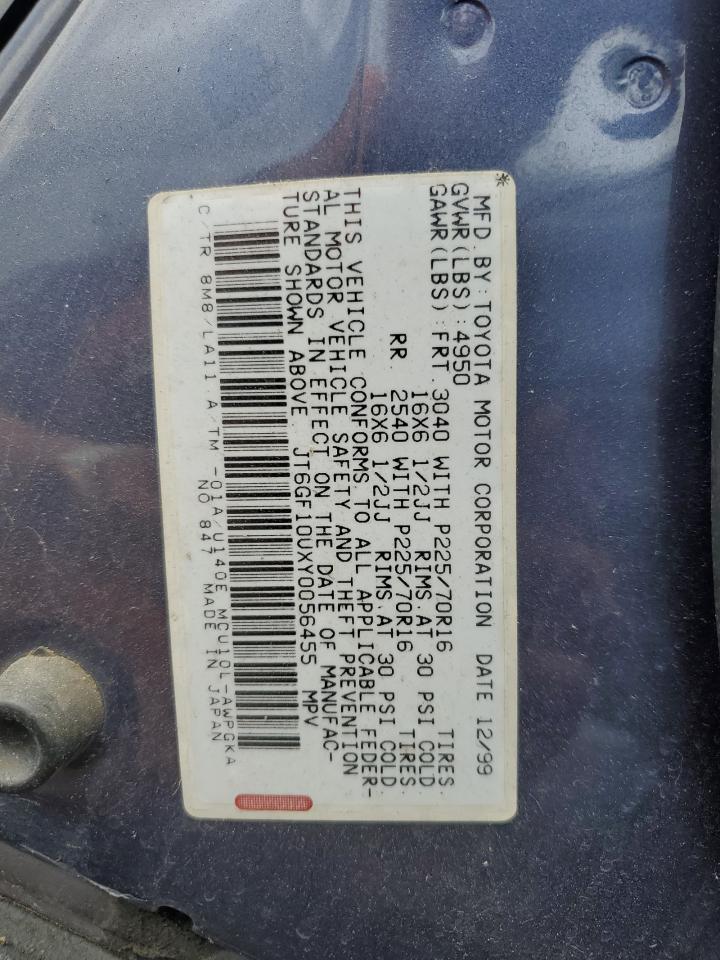 MFD. BY: TOYOTA MOTOR CORPORATION DATE 12/99
GVWR(LBS): 4950
GAWR(LBS): FRT. 3040 WITH P225/70R16 TIRES.
16X6 1/2JJ RIMS. AT 30 PSI COLD
RR 2540 WITH P225/70R16 TIRES.
16X6 1/2JJ RIMS. AT 30 PSI COLD
THIS VEHICLE CONFORMS TO ALL APPLICABLE FEDER-
AL MOTOR VEHICLE SAFETY AND THEFT PREVENTION
STANDARDS IN EFFECT ON THE DATE OF MANUFAC-
TURE SHOWN ABOVE. JT6GF10UXY0056455 MPV
C/TR 8M8/LA11 A/TM -01A/U140E MCU10L-AWPGKA
NO 847 MADE IN JAPAN